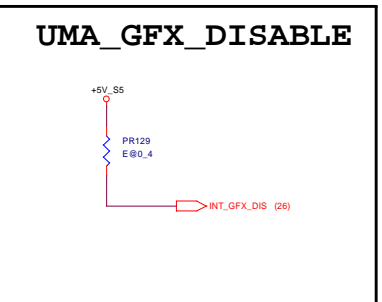 UMA_GFX_DISABLE
+5V_S5
PR129
E@0_4
INT_GFX_DIS (26)